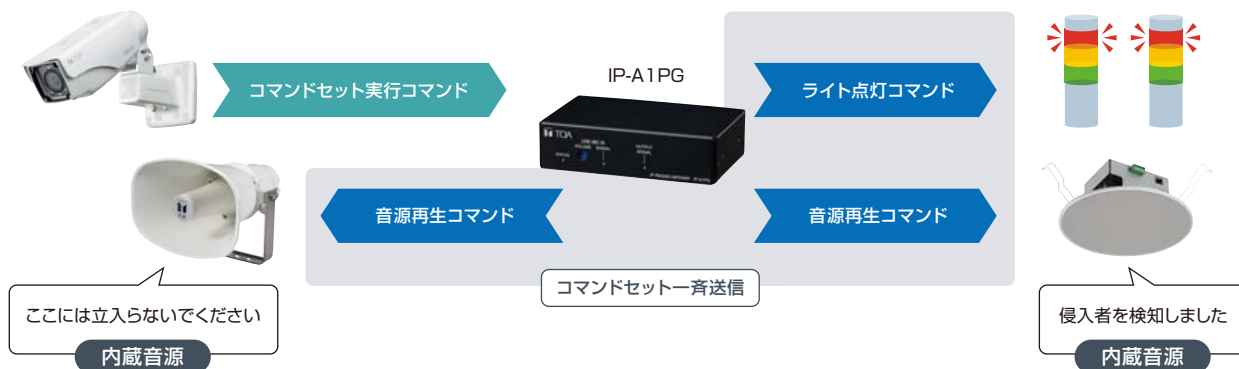 IP-A1PG
コマンドセット実行コマンド
ライト点灯コマンド
TOA
音源再生コマンド
音源再生コマンド
コマンドセット一斉送信
ここには立入らないでください
内蔵音源
侵入者を検知しました
内蔵音源